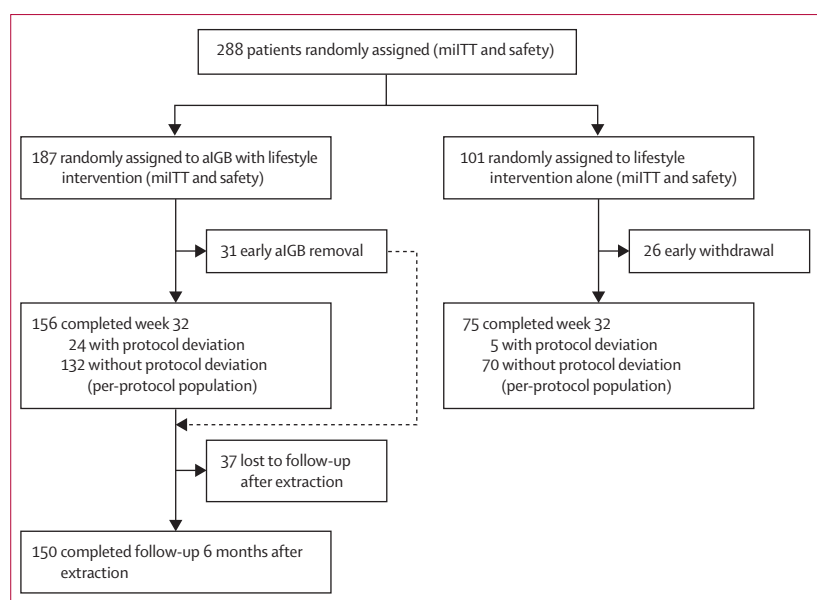 288 patients randomly assigned (mIITT and safety)
187 randomly assigned to aIGB with lifestyle
intervention (mIITT and safety)
101 randomly assigned to lifestyle
intervention alone (mIITT and safety)
31 early aIGB removal
26 early withdrawal
156 completed week 32
24 with protocol deviation
132 without protocol deviation
(per-protocol population)
75 completed week 32
5 with protocol deviation
70 without protocol deviation
(per-protocol population)
37 lost to follow-up
after extraction
150 completed follow-up 6 months after
extraction